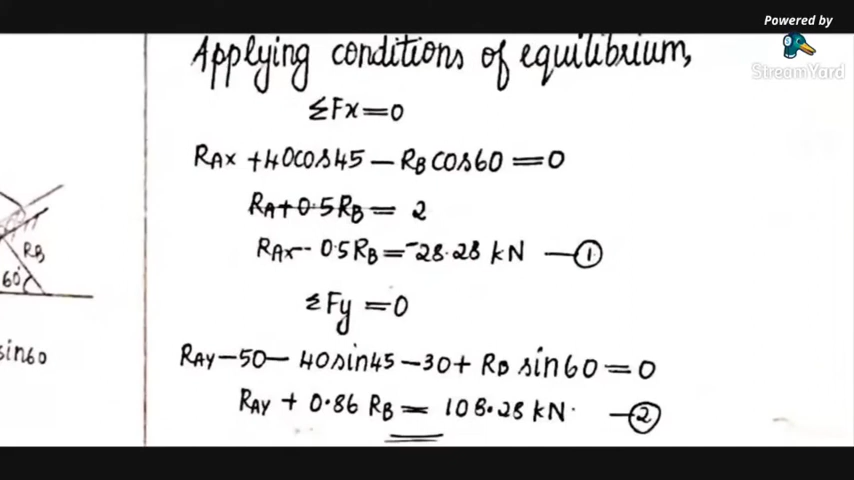 Powered by
StreamYard
Applying conditions of equilibrium,
ΣFx=0
RAx +40cos45 – RB cos60 = 0
RA+0.5RB = 2
RAx – 0.5RB = -28.28 kN —①
ΣFy = 0
RAY –50 – 40sin45 –30 + RB sin60 = 0
RAY + 0.86 RB = 108.28 kN. —②
RB
60°
sin60